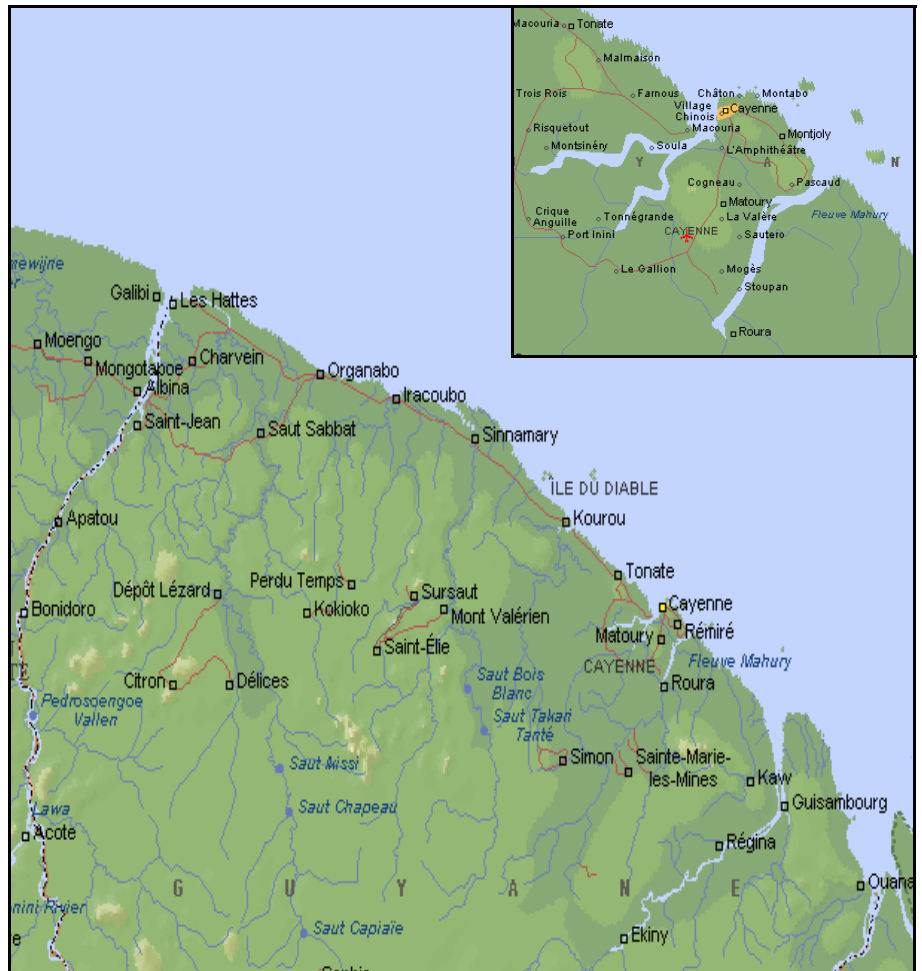 Macouria
Tonate
Malmaison
Trois Rois
Farnous
Châton
Montabo
Village
Chinois
Cayenne
Risquetout
Macouria
Montjoly
Montsinéry
Soula
L'Amphithéâtre
Y
A
N
Cogneau
Pascaud
Matoury
Crique
Anguille
Tonnégrande
La Valère
Fleuve Mahury
Port Inini
CAYENNE
Sautero
Le Gallion
Mogès
Stoupan
Roura
Galibi
Les Hattes
Moengo
Charvein
Mongotapoe
Albina
Organabo
Iracoubo
Saint-Jean
Saut Sabbat
Sinnamary
ÎLE DU DIABLE
Apatou
Kourou
Tonate
Dépôt Lézard
Perdu Temps
Sursaut
Cayenne
Bonidoro
Kokioko
Mont Valérien
Rémiré
Matoury
Saint-Élie
CAYENNE
Fleuve Mahury
Citron
Délices
Saut Bois
Blanc
Roura
Pedrosoengoe
Vallen
Saut Takari
Tanté
Saut Missi
Simon
Sainte-Marie-
les-Mines
Kaw
Lawa
Saut Chapeau
Guisambourg
Acote
Régina
G U Y A N E
Ouana
Saut Capiaïe
Ekiny